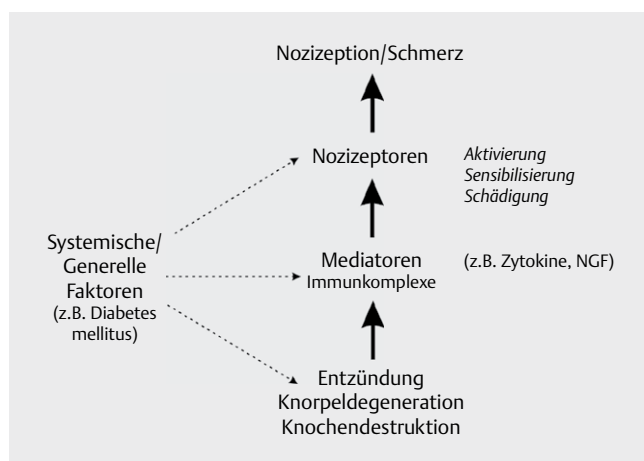 Nozizeption/Schmerz
Nozizeptoren
Aktivierung
Sensibilisierung
Schädigung
Systemische/
Generelle
Faktoren
(z.B. Diabetes
mellitus)
Mediatoren
Immunkomplexe
(z.B. Zytokine, NGF)
Entzündung
Knorpeldegeneration
Knochendestruktion